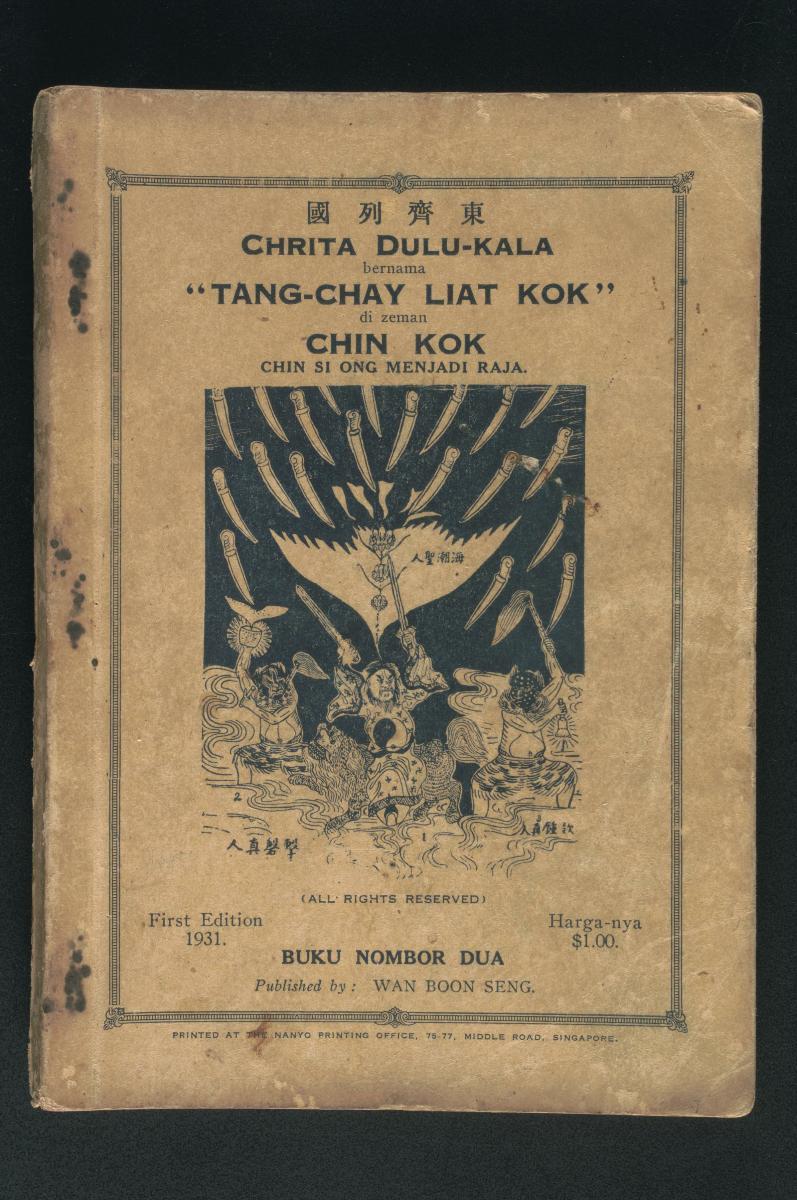 國列齊東
CHRITA DULU-KALA
bernama
“TANG-CHAY LIAT KOK”
di zeman
CHIN KOK
CHIN SI ONG MENJADI RAJA.
人聖潮海
2
1
人真磬擊
人真鐘
(ALL RIGHTS RESERVED)
First Edition
1931.
Harga-nya
$1.00.
BUKU NOMBOR DUA
Published by: WAN BOON SENG.
PRINTED AT THE NANYO PRINTING OFFICE, 75-77, MIDDLE ROAD, SINGAPORE.